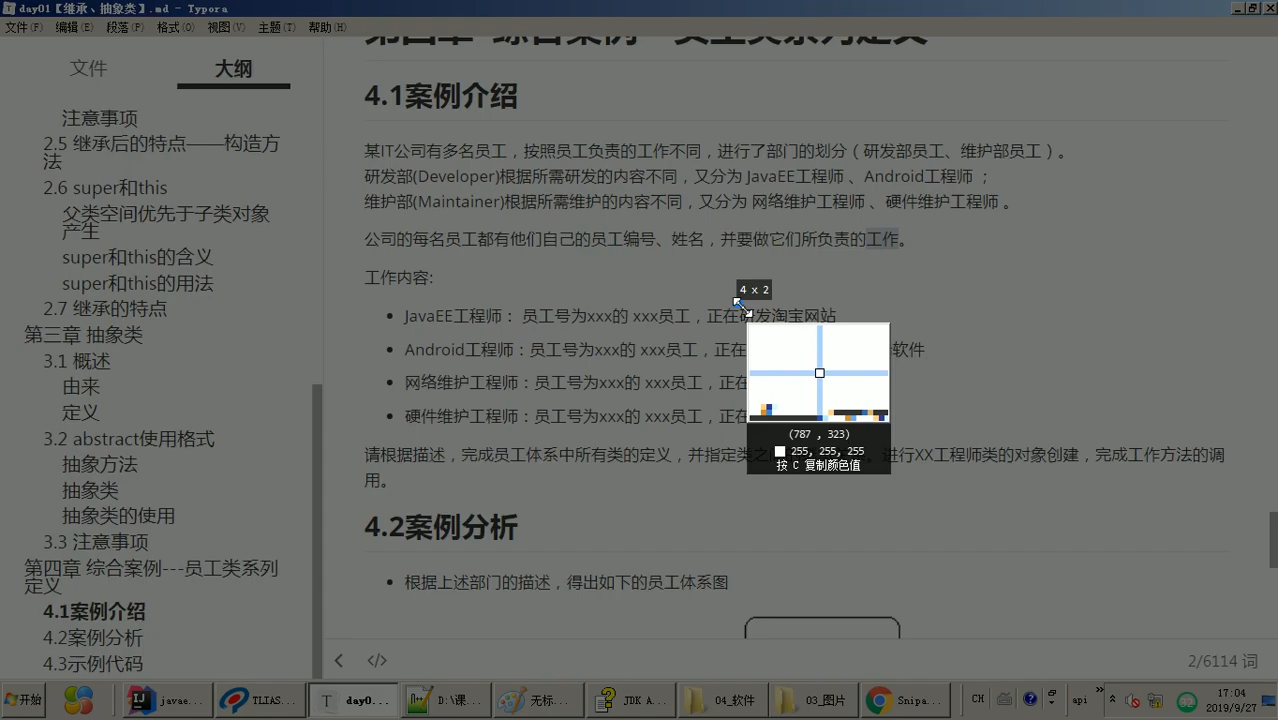 day01【继承、抽象类】.md - Typora
文件(F) 编辑(E) 段落(P) 格式(O) 视图(V) 主题(T) 帮助(H)
文件 大纲
注意事项
2.5 继承后的特点——构造方
法
2.6 super和this
父类空间优先于子类对象
产生
super和this的含义
super和this的用法
2.7 继承的特点
第三章 抽象类
3.1 概述
由来
定义
3.2 abstract使用格式
抽象方法
抽象类
抽象类的使用
3.3 注意事项
第四章 综合案例---员工类系列
定义
4.1案例介绍
4.2案例分析
4.3示例代码
4.1案例介绍
某IT公司有多名员工，按照员工负责的工作不同，进行了部门的划分（研发部员工、维护部员工）。
研发部(Developer)根据所需研发的内容不同，又分为 JavaEE工程师 、Android工程师 ；
维护部(Maintainer)根据所需维护的内容不同，又分为 网络维护工程师 、硬件维护工程师 。
公司的每名员工都有他们自己的员工编号、姓名，并要做它们所负责的工作。
工作内容:
4 x 2
JavaEE工程师： 员工号为xxx的 xxx员工，正在研发淘宝网站
Android工程师：员工号为xxx的 xxx员工，正在 软件
网络维护工程师：员工号为xxx的 xxx员工，正在
硬件维护工程师：员工号为xxx的 xxx员工，正在
(787 , 323)
255, 255, 255
按 C 复制颜色值
请根据描述，完成员工体系中所有类的定义，并指定类之 进行XX工程师类的对象创建，完成工作方法的调
用。
4.2案例分析
根据上述部门的描述，得出如下的员工体系图
2/6114 词
开始 javae... TLIAS... day0... D:\课... 无标... JDK A... 04_软件 03_图片 Snipa... CH api 17:04
2019/9/27